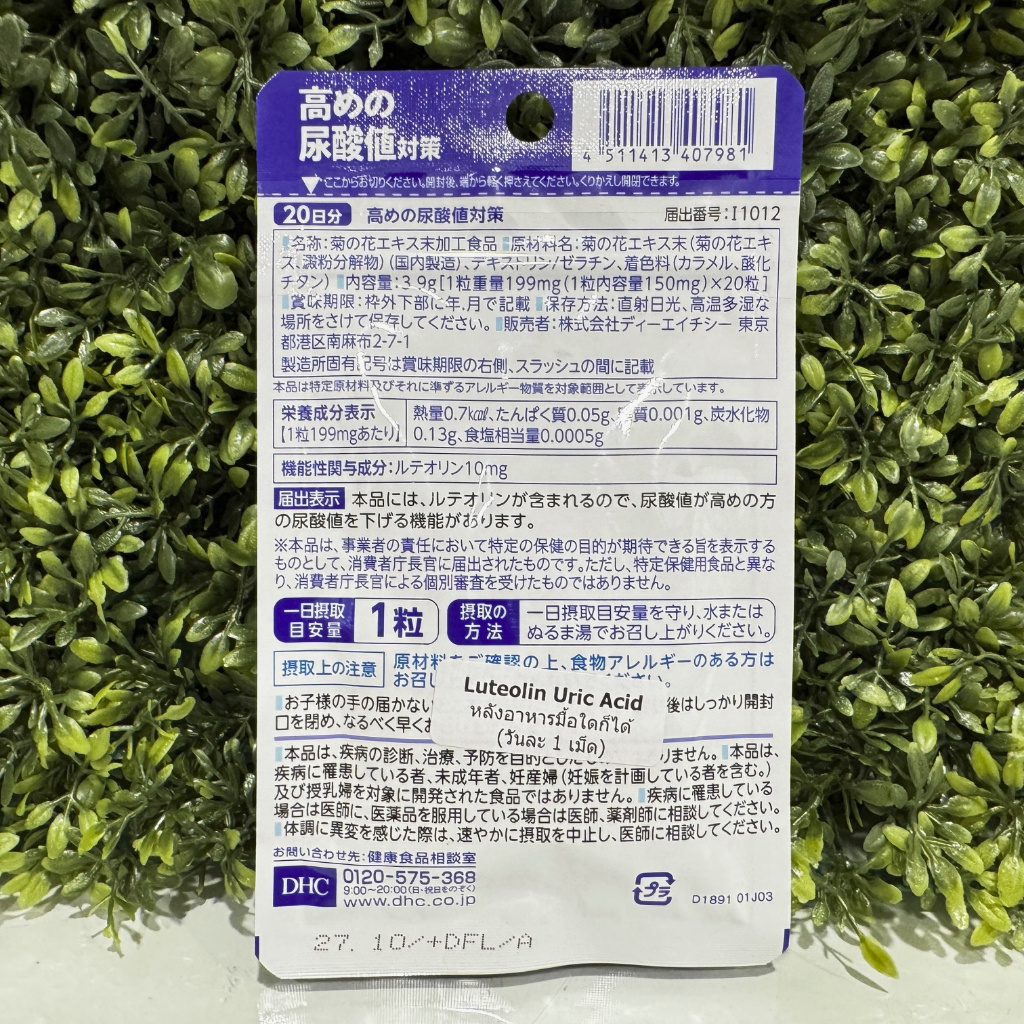 高めの
尿酸値対策
4 511413 407981
▼ここからお切りください。開封後、端から軽く押さえてください。くりかえし開閉できます。
20日分 高めの尿酸値対策 届出番号:I1012
名称:菊の花エキス末加工食品 原材料名:菊の花エキス末(菊の花エキ
ス、澱粉分解物)(国内製造)、デキストリン/ゼラチン、着色料(カラメル、酸化
チタン) 内容量:3.9g[1粒重量199mg(1粒内容量150mg)×20粒]
賞味期限:枠外下部に年.月で記載 保存方法:直射日光、高温多湿な
場所をさけて保存してください。 販売者:株式会社ディーエイチシー 東京
都港区南麻布2-7-1
製造所固有記号は賞味期限の右側、スラッシュの間に記載
本品は特定原材料及びそれに準ずるアレルギー物質を対象範囲として表示しています。
栄養成分表示
【1粒199mgあたり】
熱量0.7kcal、たんぱく質0.05g、脂質0.001g、炭水化物
0.13g、食塩相当量0.0005g
機能性関与成分:ルテオリン10mg
届出表示 本品には、ルテオリンが含まれるので、尿酸値が高めの方
の尿酸値を下げる機能があります。
※本品は、事業者の責任において特定の保健の目的が期待できる旨を表示する
ものとして、消費者庁長官に届出されたものです。ただし、特定保健用食品と異な
り、消費者庁長官による個別審査を受けたものではありません。
一日摂取
目安量 1粒
摂取の
方法
一日摂取目安量を守り、水または
ぬるま湯でお召し上がりください。
摂取上の注意 原材料をご確認の上、食物アレルギーのある方は
お召し ください。
お子様の手の届かない 後はしっかり開封
口を閉め、なるべく早くお
Luteolin Uric Acid
หลังอาหารมื้อใดก็ได้
(วันละ 1 เม็ด)
本品は、疾病の診断、治療、予防を目的とした りません。 本品は、
疾病に罹患している者、未成年者、妊産婦(妊娠を計画している者を含む。)
及び授乳婦を対象に開発された食品ではありません。 疾病に罹患している
場合は医師に、医薬品を服用している場合は医師、薬剤師に相談してください。
体調に異変を感じた際は、速やかに摂取を中止し、医師に相談してください。
お問い合わせ先:健康食品相談室
DHC
0120-575-368
9:00〜20:00(日・祝日をのぞく)
www.dhc.co.jp
プラ
D1891 01J03
27. 10/+DFL/A